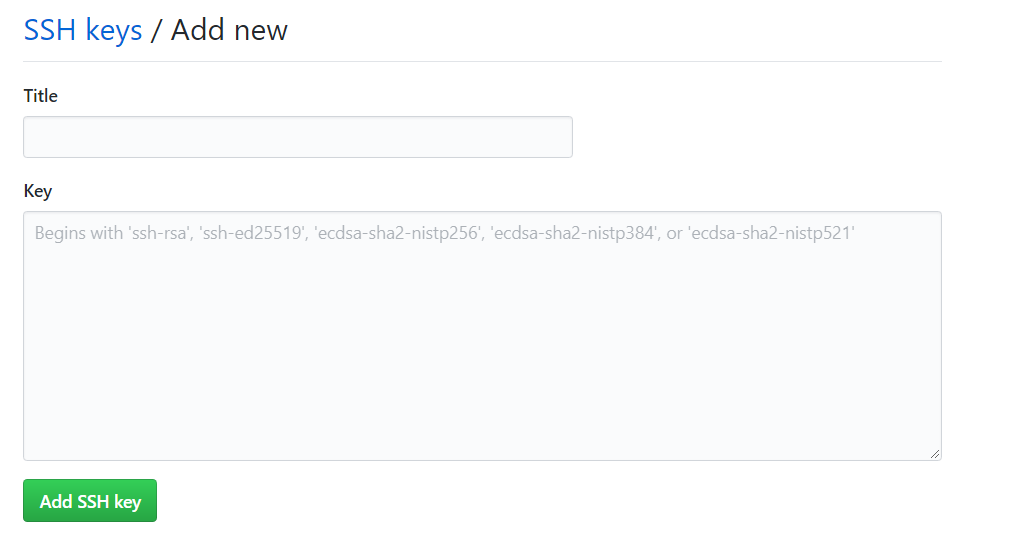 SSH keys / Add new
Title
Key
Begins with 'ssh-rsa', 'ssh-ed25519', 'ecdsa-sha2-nistp256', 'ecdsa-sha2-nistp384', or 'ecdsa-sha2-nistp521'
Add SSH key